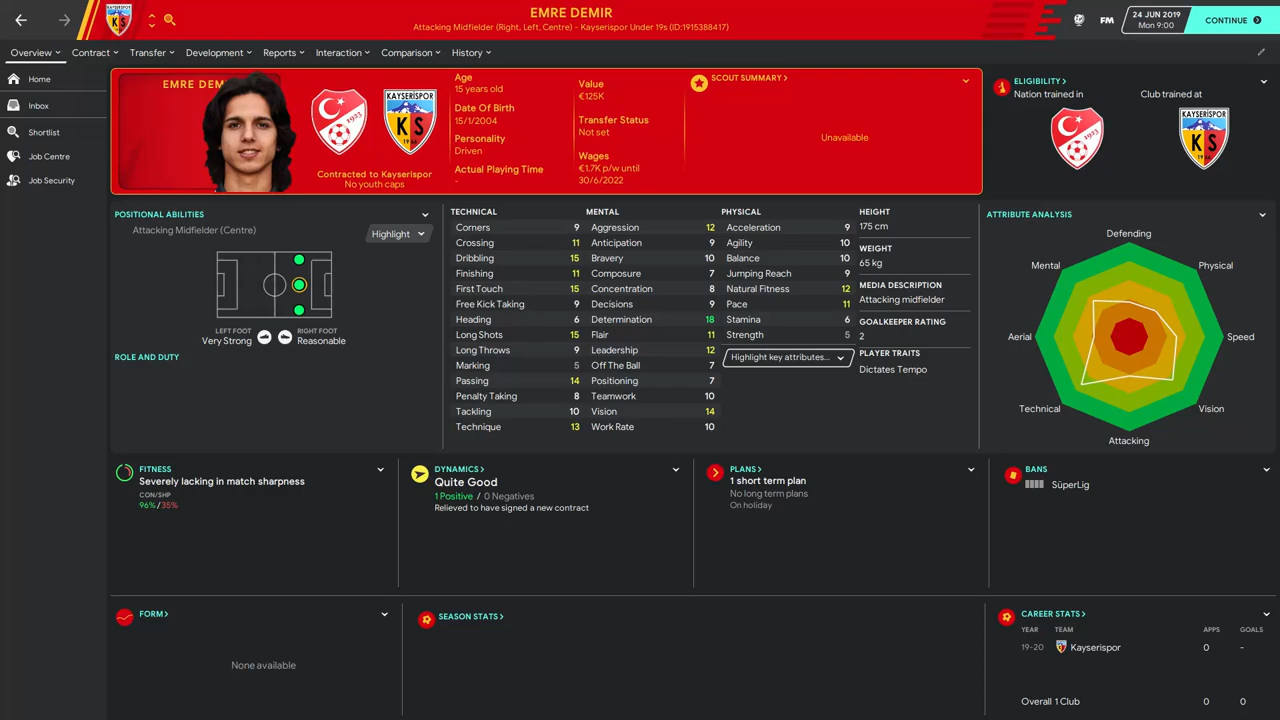 EMRE DEMIR
Attacking Midfielder (Right, Left, Centre) - Kayserispor Under 19s (ID:1915388417)
FM
24 JUN 2019
Mon 9:00
CONTINUE
Overview
Contract
Transfer
Development
Reports
Interaction
Comparison
History
Home
Inbox
Shortlist
Job Centre
Job Security
EMRE DEM
Contracted to Kayserispor
No youth caps
Age
15 years old
Date Of Birth
15/1/2004
Personality
Driven
Actual Playing Time
-
Value
€125K
Transfer Status
Not set
Wages
€1.7K p/w until
30/6/2022
SCOUT SUMMARY
Unavailable
ELIGIBILITY
Nation trained in
Club trained at
POSITIONAL ABILITIES
Attacking Midfielder (Centre)
Highlight
LEFT FOOT
Very Strong
RIGHT FOOT
Reasonable
ROLE AND DUTY
TECHNICAL
Corners 9
Crossing 11
Dribbling 15
Finishing 11
First Touch 15
Free Kick Taking 9
Heading 6
Long Shots 15
Long Throws 9
Marking 5
Passing 14
Penalty Taking 8
Tackling 10
Technique 13
MENTAL
Aggression 12
Anticipation 9
Bravery 10
Composure 7
Concentration 8
Decisions 9
Determination 18
Flair 11
Leadership 12
Off The Ball 7
Positioning 7
Teamwork 10
Vision 14
Work Rate 10
PHYSICAL
Acceleration 9
Agility 10
Balance 10
Jumping Reach 9
Natural Fitness 12
Pace 11
Stamina 6
Strength 5
Highlight key attributes...
HEIGHT
175 cm
WEIGHT
65 kg
MEDIA DESCRIPTION
Attacking midfielder
GOALKEEPER RATING
2
PLAYER TRAITS
Dictates Tempo
ATTRIBUTE ANALYSIS
Defending
Mental
Physical
Aerial
Speed
Technical
Vision
Attacking
FITNESS
Severely lacking in match sharpness
CON/SHP
96%/35%
DYNAMICS
Quite Good
1 Positive / 0 Negatives
Relieved to have signed a new contract
PLANS
1 short term plan
No long term plans
On holiday
BANS
SüperLig
FORM
None available
SEASON STATS
CAREER STATS
YEAR TEAM APPS GOALS
19-20 Kayserispor 0 -
Overall 1 Club 0 0